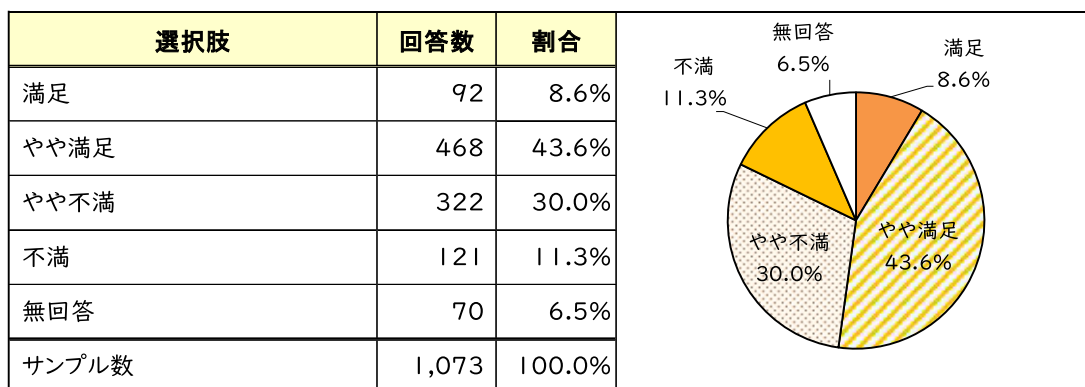 選択肢 回答数 割合
満足 92 8.6%
やや満足 468 43.6%
やや不満 322 30.0%
不満 121 11.3%
無回答 70 6.5%
サンプル数 1,073 100.0%
無回答
6.5%
満足
8.6%
不満
11.3%
やや満足
43.6%
やや不満
30.0%